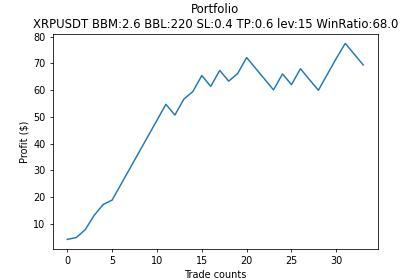 Portfolio
XRPUSDT BBM:2.6 BBL:220 SL:0.4 TP:0.6 lev:15 WinRatio:68.0
80
70
60
50
40
30
20
10
Profit ($)
0 5 10 15 20 25 30
Trade counts